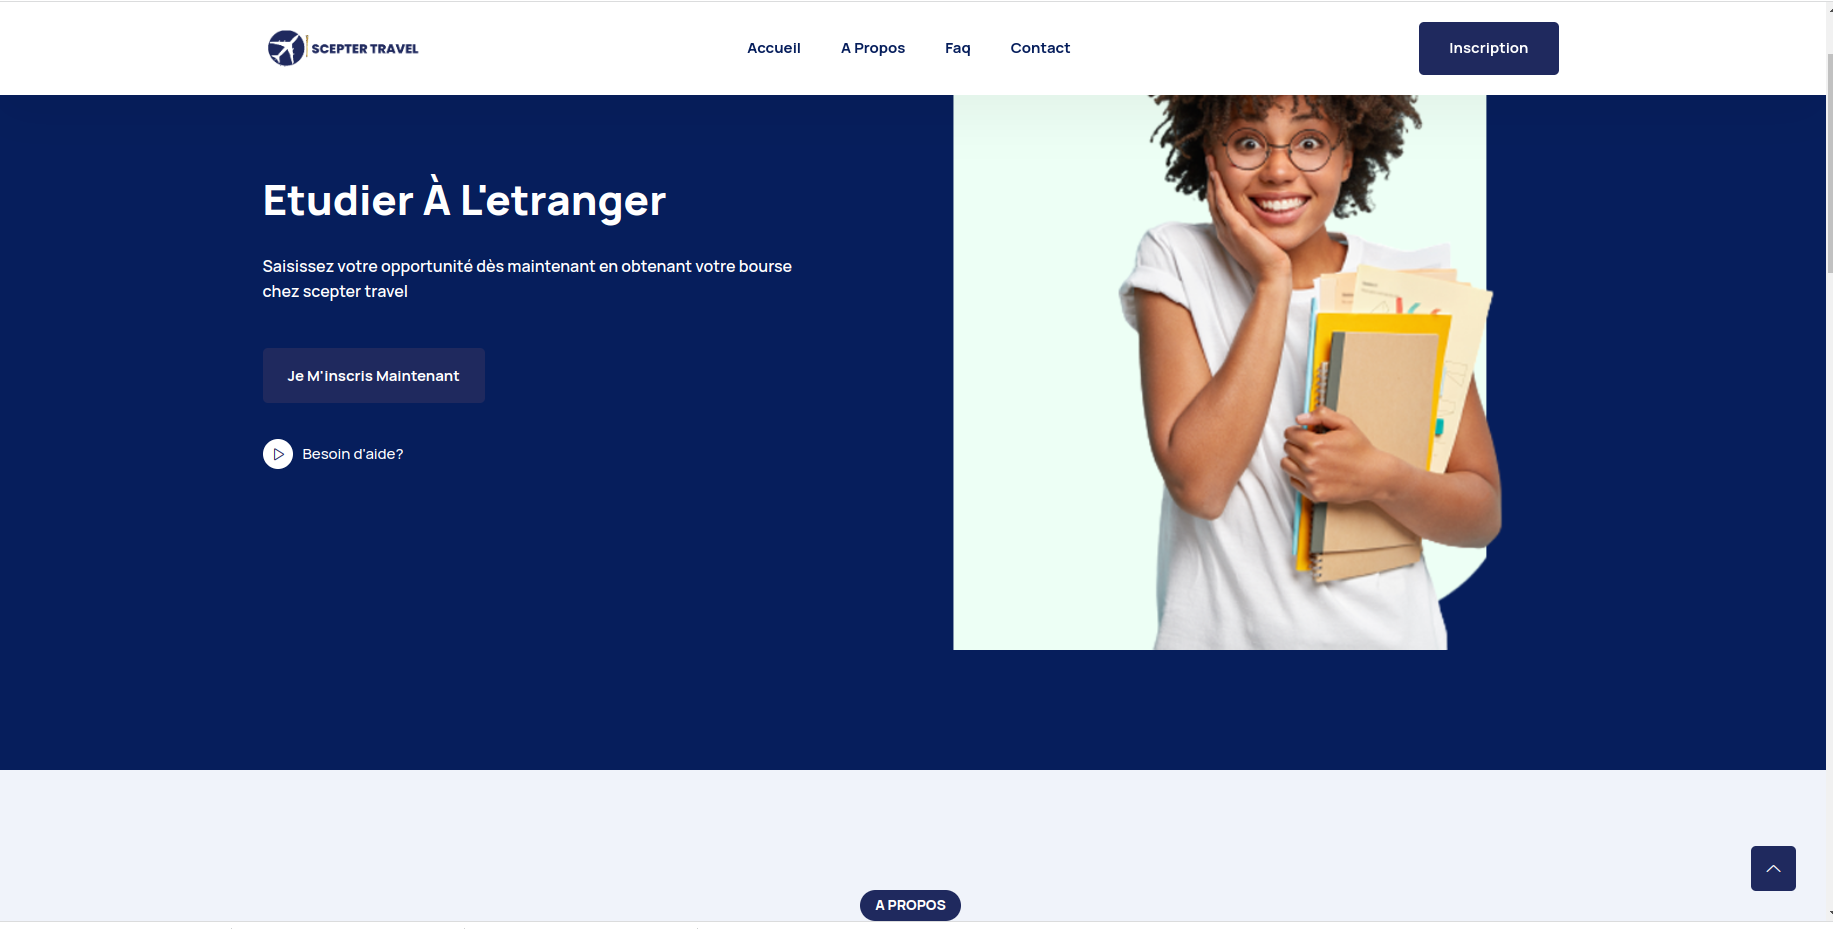 SCEPTER TRAVEL
Accueil
A Propos
Faq
Contact
Inscription
Etudier À L'etranger
Saisissez votre opportunité dès maintenant en obtenant votre bourse
chez scepter travel
Je M'inscris Maintenant
Besoin d'aide?
A PROPOS